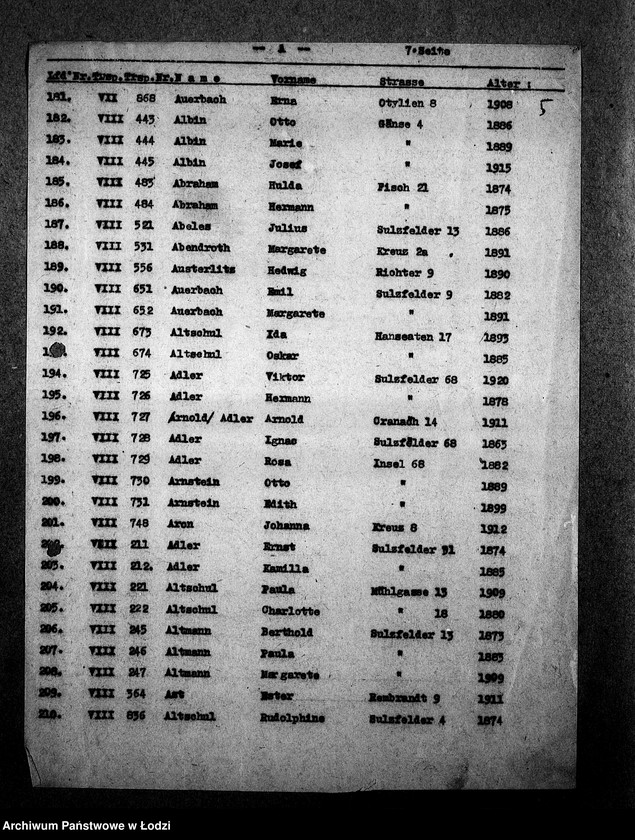 -- A --    7.Seite
Lfd'Nr. Tusp. Trsp.Nr. Name    Vorname    Strasse    Alter :
181. VII 868 Auerbach Erna Otylien 8 1908 5
182. VIII 443 Albin Otto Gänse 4 1886
183. VIII 444 Albin Marie " 1889
184. VIII 445 Albin Josef " 1915
185. VIII 483 Abraham Hulda Fisch 21 1874
186. VIII 484 Abraham Hermann " 1875
187. VIII 521 Abeles Julius Sulzfelder 13 1886
188. VIII 531 Abendroth Margarete Kreuz 2a . 1891
189. VIII 556 Austerlitz Hedwig Richter 9 1890
190. VIII 651 Auerbach Emil Sulzfelder 9 1882
191. VIII 652 Auerbach Margarete " 1891
192. VIII 673 Altschul Ida Hanseaten 17 1893
VIII 674 Altschul Oskar " 1885
194. VIII 725 Adler Viktor Sulzfelder 68 1920
195. VIII 726 Adler Hermann " 1878
196. VIII 727 Arnold/ Adler Arnold Cranach 14 1911
197. VIII 728 Adler Ignac Sulzfelder 68 1863
198. VIII 729 Adler Rosa Insel 68 1882
199. VIII 730 Arnstein Otto " 1889
200. VIII 731 Arnstein Edith " 1899
201. VIII 748 Aron Johanna Kreuz 8 1912
202. VIII 211 Adler Ernst Sulzfelder 91 1874
203. VIII 212. Adler Kamilla " 1885
204. VIII 221 Altschul Paula Mühlgasse 13 1909
205. VIII 222 Altschul Charlotte " 18 1880
206. VIII 245 Altmann Berthold Sulzfelder 13 1873
207. VIII 246 Altmann Paula " 1883
208. VIII 247 Altmann Margarete " 1909
209. VIII 364 Ast Ester Rembrandt 9 1911
210. VIII 836 Altschul Rudolphine Sulzfelder 4 1874
Archiwum Państwowe w Łodzi